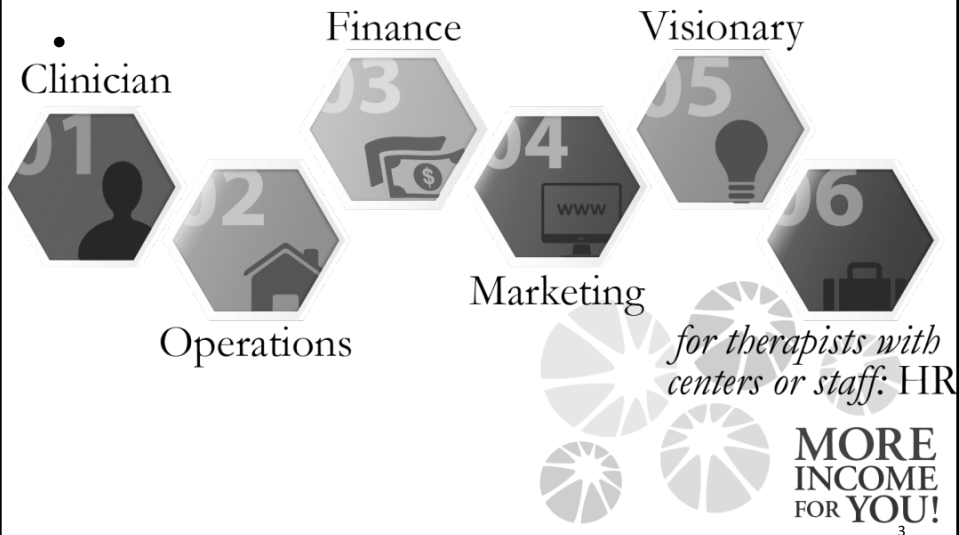 •
Clinician
01
02
Operations
Finance
03
$
04
www
Marketing
Visionary
05
06
for therapists with
centers or staff: HR
MORE
INCOME
FOR YOU!
3